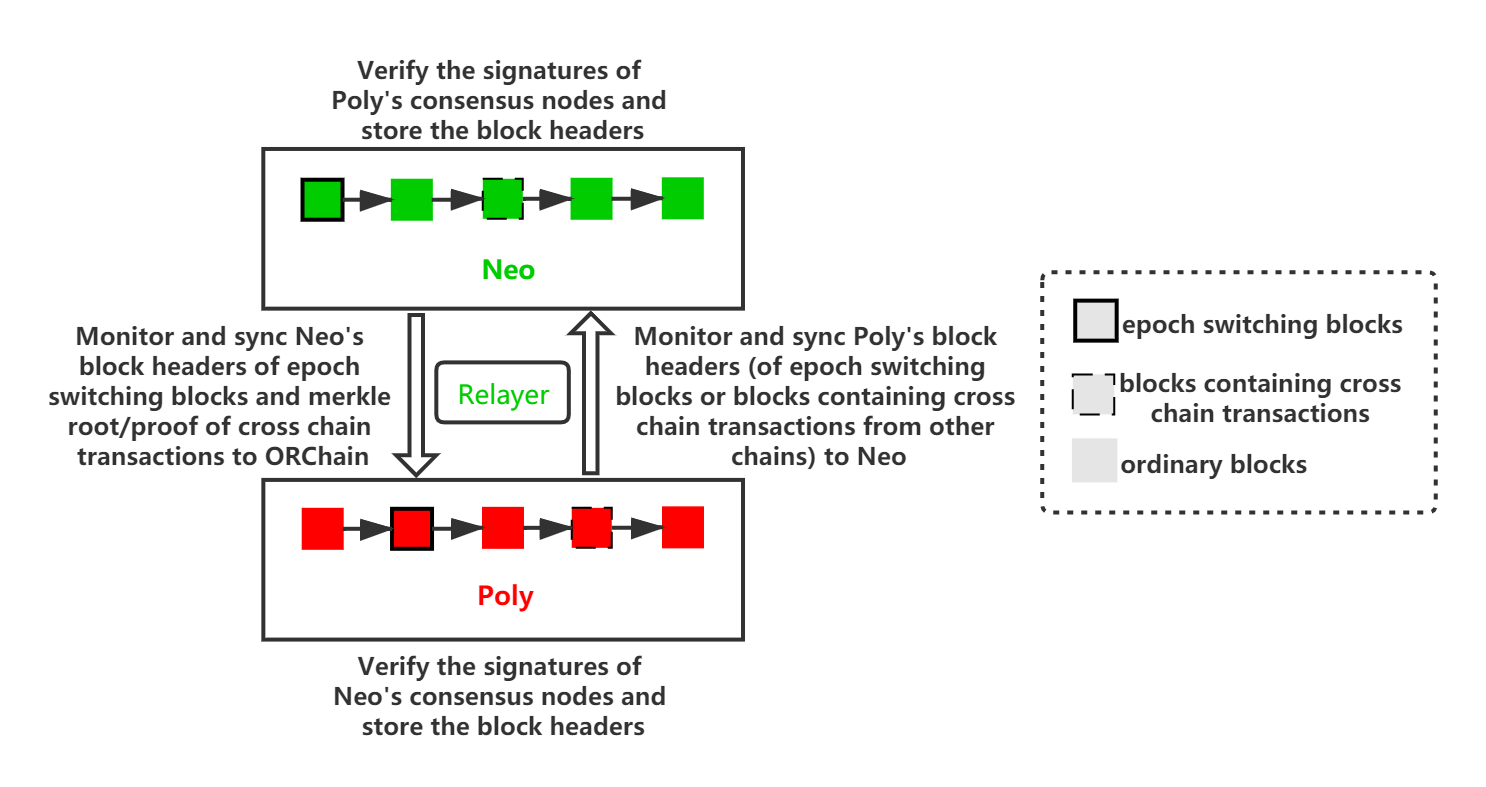 Verify the signatures of
Poly's consensus nodes and
store the block headers
Neo
Monitor and sync Neo's
block headers of epoch
switching blocks and merkle
root/proof of cross chain
transactions to ORChain
Relayer
Monitor and sync Poly's block
headers (of epoch switching
blocks or blocks containing cross
chain transactions from other
chains) to Neo
Poly
Verify the signatures of
Neo's consensus nodes and
store the block headers
epoch switching blocks
blocks containing cross
chain transactions
ordinary blocks